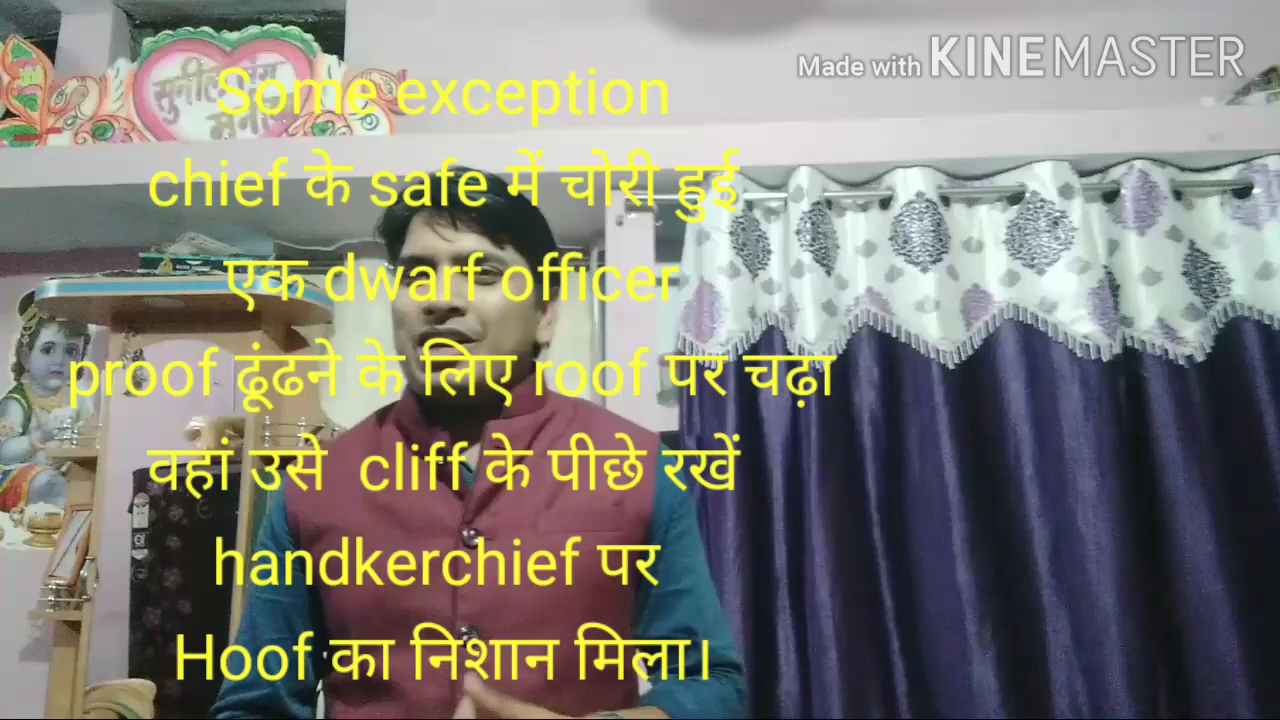 Made with KINEMASTER
सुनील संग
Some exception
chief के safe में चोरी हुई
एक dwarf officer
proof ढूंढने के लिए roof पर चढ़ा
वहां उसे cliff के पीछे रखें
handkerchief पर
Hoof का निशान मिला।